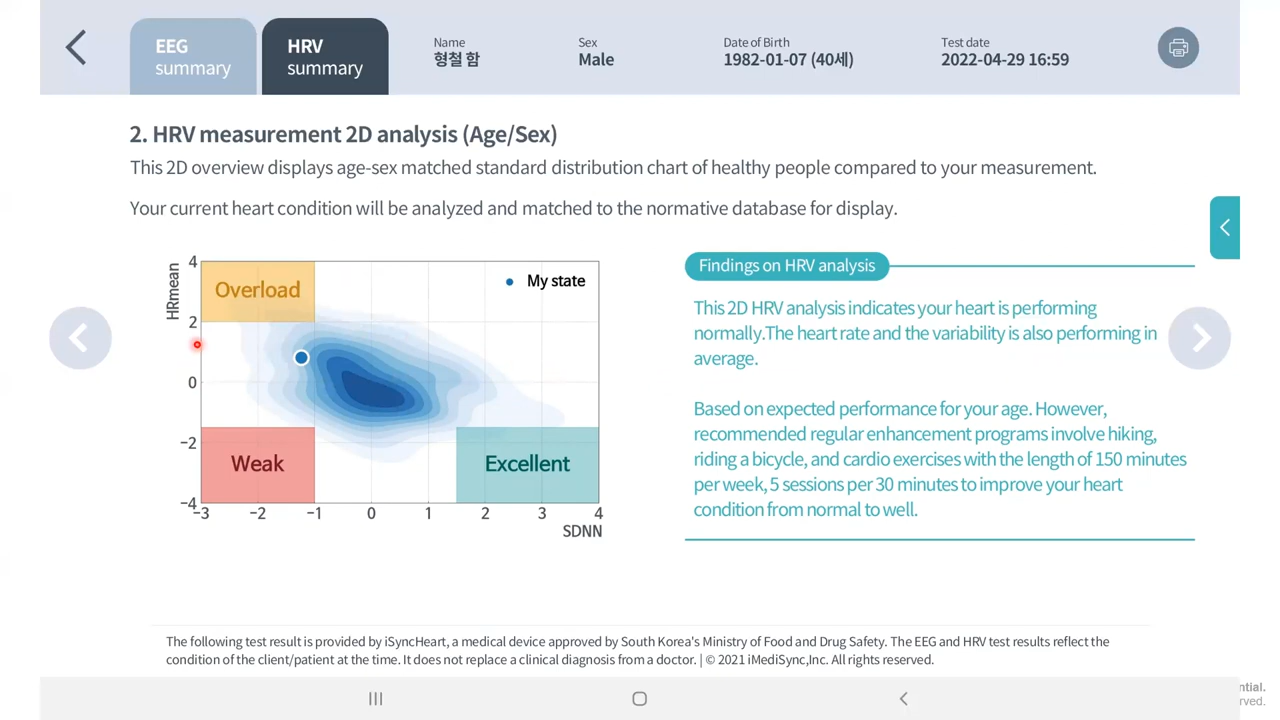 EEG
summary
HRV
summary
Name
형철 함
Sex
Male
Date of Birth
1982-01-07 (40세)
Test date
2022-04-29 16:59
2. HRV measurement 2D analysis (Age/Sex)
This 2D overview displays age-sex matched standard distribution chart of healthy people compared to your measurement.
Your current heart condition will be analyzed and matched to the normative database for display.
HRmean
4
2
0
−2
−4
Overload
My state
Weak
Excellent
−3
−2
−1
0
1
2
3
4
SDNN
Findings on HRV analysis
This 2D HRV analysis indicates your heart is performing
normally.The heart rate and the variability is also performing in
average.
Based on expected performance for your age. However,
recommended regular enhancement programs involve hiking,
riding a bicycle, and cardio exercises with the length of 150 minutes
per week, 5 sessions per 30 minutes to improve your heart
condition from normal to well.
The following test result is provided by iSyncHeart, a medical device approved by South Korea's Ministry of Food and Drug Safety. The EEG and HRV test results reflect the
condition of the client/patient at the time. It does not replace a clinical diagnosis from a doctor. | © 2021 iMediSync,Inc. All rights reserved.
ntial.
rved.